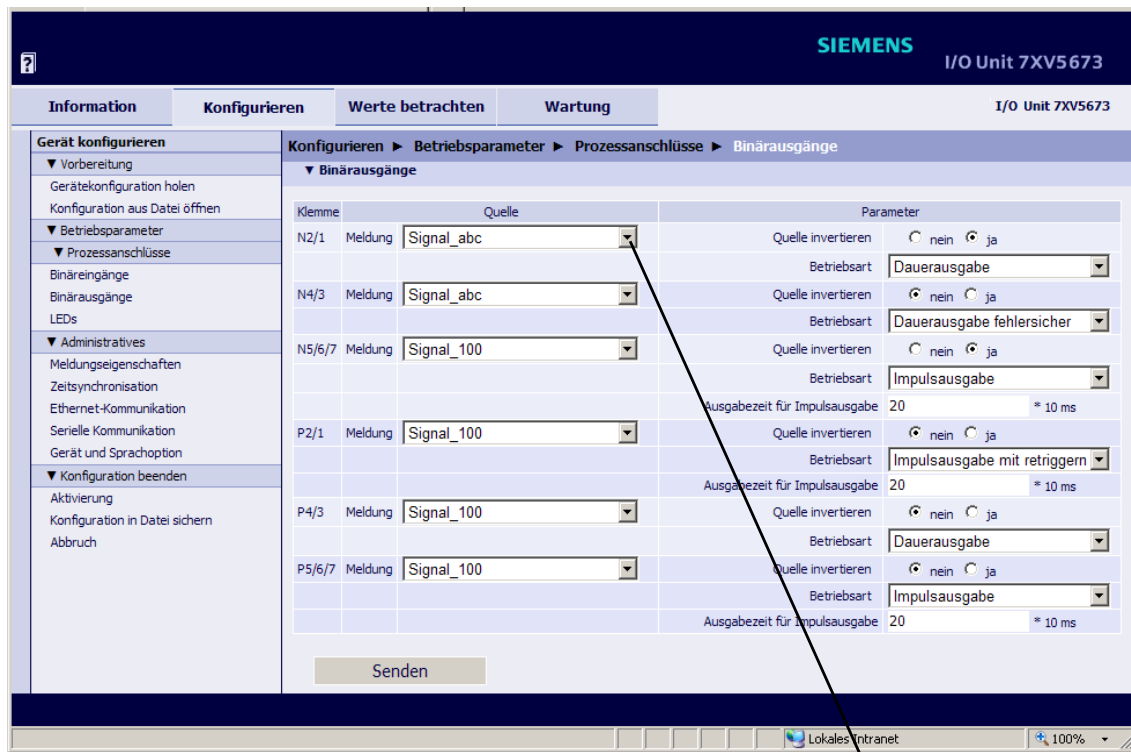 SIEMENS
?
I/O Unit 7XV5673
Information Konfigurieren Werte betrachten Wartung I/O Unit 7XV5673
Gerät konfigurieren
▼ Vorbereitung
Gerätekonfiguration holen
Konfiguration aus Datei öffnen
▼ Betriebsparameter
▼ Prozessanschlüsse
Binäreingänge
Binärausgänge
LEDs
▼ Administratives
Meldungseigenschaften
Zeitsynchronisation
Ethernet-Kommunikation
Serielle Kommunikation
Gerät und Sprachoption
▼ Konfiguration beenden
Aktivierung
Konfiguration in Datei sichern
Abbruch
Konfigurieren ► Betriebsparameter ► Prozessanschlüsse ► Binärausgänge
▼ Binärausgänge
Klemme Quelle Parameter
N2/1 Meldung Signal_abc Quelle invertieren nein ja
Betriebsart Dauerausgabe
N4/3 Meldung Signal_abc Quelle invertieren nein ja
Betriebsart Dauerausgabe fehlersicher
N5/6/7 Meldung Signal_100 Quelle invertieren nein ja
Betriebsart Impulsausgabe
Ausgabezeit für Impulsausgabe 20 * 10 ms
P2/1 Meldung Signal_100 Quelle invertieren nein ja
Betriebsart Impulsausgabe mit retriggern
Ausgabezeit für Impulsausgabe 20 * 10 ms
P4/3 Meldung Signal_100 Quelle invertieren nein ja
Betriebsart Dauerausgabe
P5/6/7 Meldung Signal_100 Quelle invertieren nein ja
Betriebsart Impulsausgabe
Ausgabezeit für Impulsausgabe 20 * 10 ms
Senden
Lokales Intranet 100%